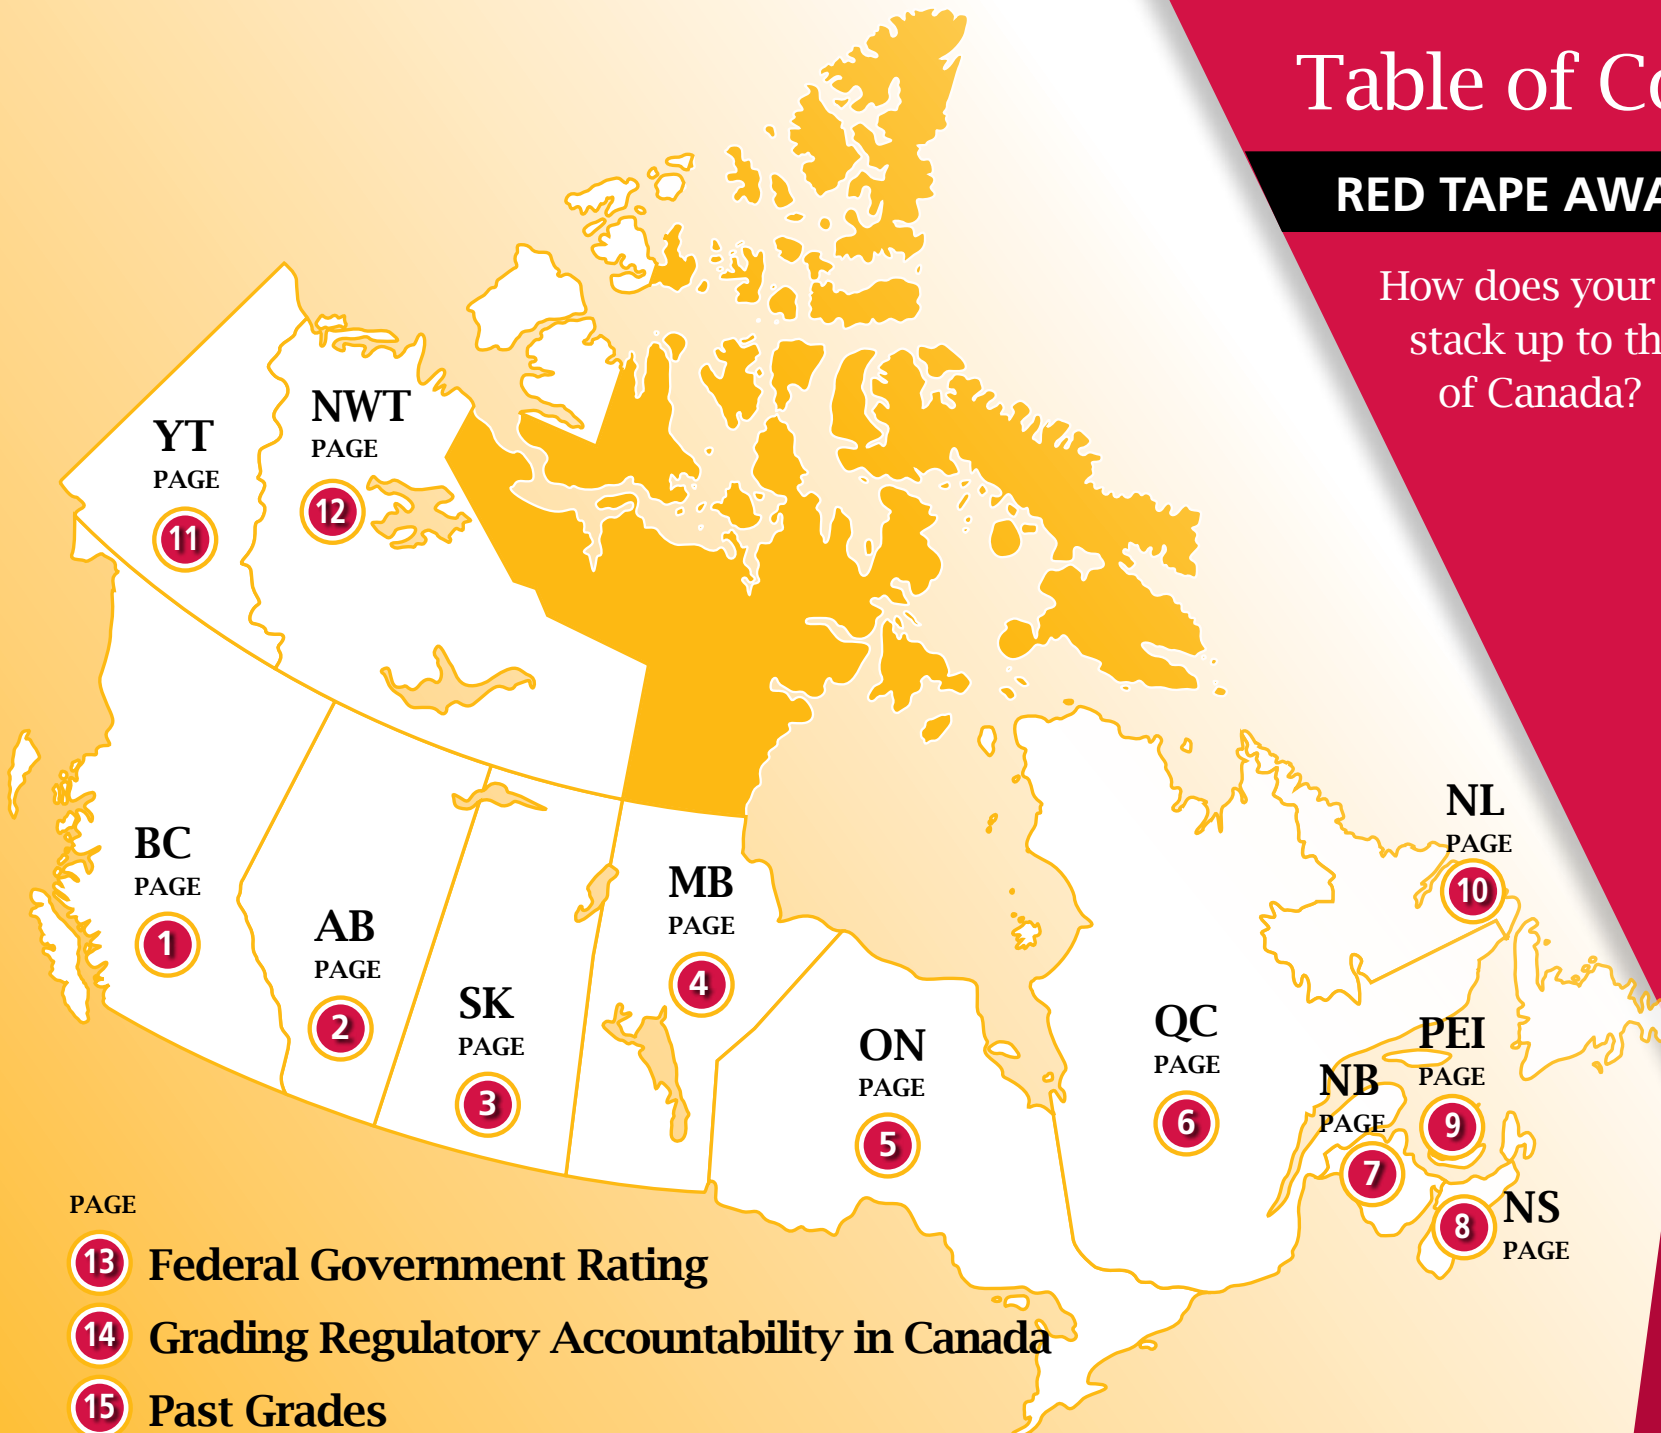 Table of Co
RED TAPE AWA
How does your
stack up to th
of Canada?
YT
PAGE
11
NWT
PAGE
12
BC
PAGE
1
AB
PAGE
2
SK
PAGE
3
MB
PAGE
4
ON
PAGE
5
QC
PAGE
6
NB
PAGE
7
NS
PAGE
8
PEI
PAGE
9
NL
PAGE
10
PAGE
13 Federal Government Rating
14 Grading Regulatory Accountability in Canada
15 Past Grades